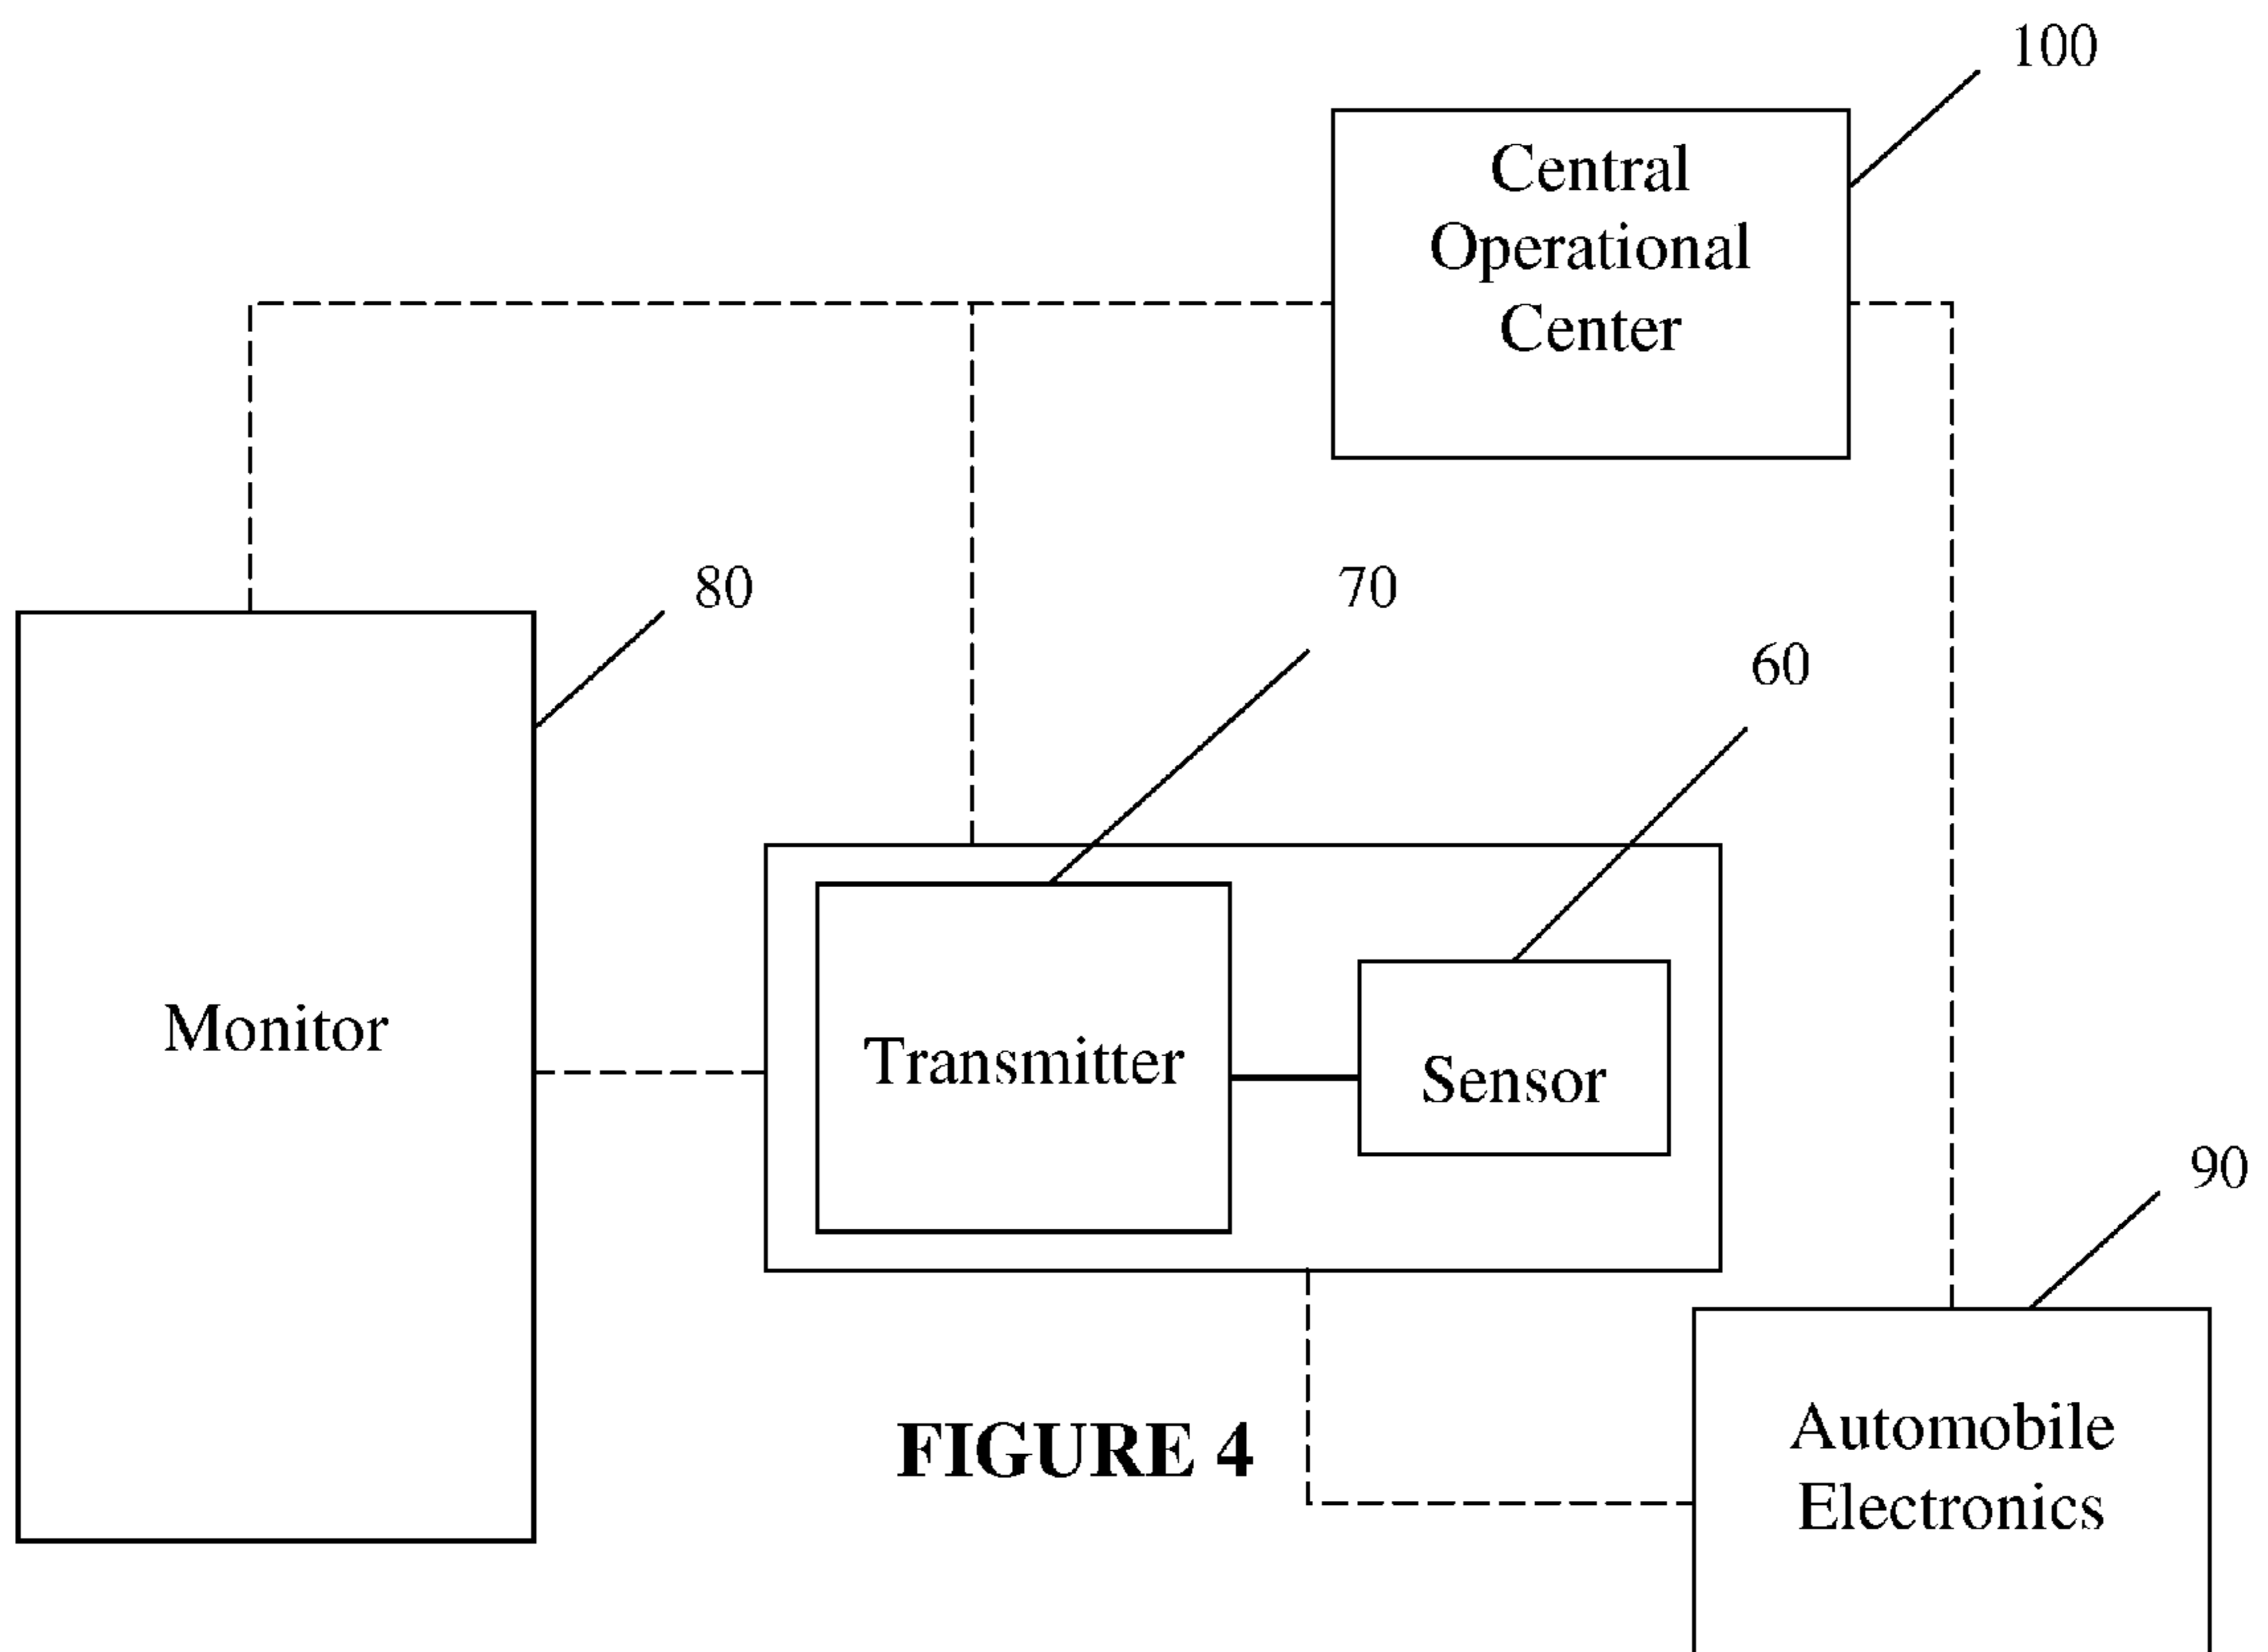 100
Central
Operational
Center
80
70
60
Monitor
Transmitter
Sensor
90
FIGURE 4
Automobile
Electronics